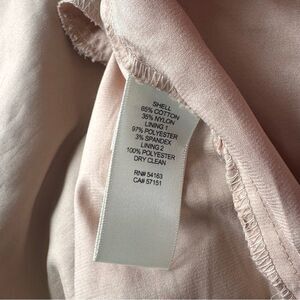 SHELL
65% COTTON
35% NYLON
LINING 1
97% POLYESTER
3% SPANDEX
LINING 2
100% POLYESTER
DRY CLEAN
RN# 54163
CA# 57151